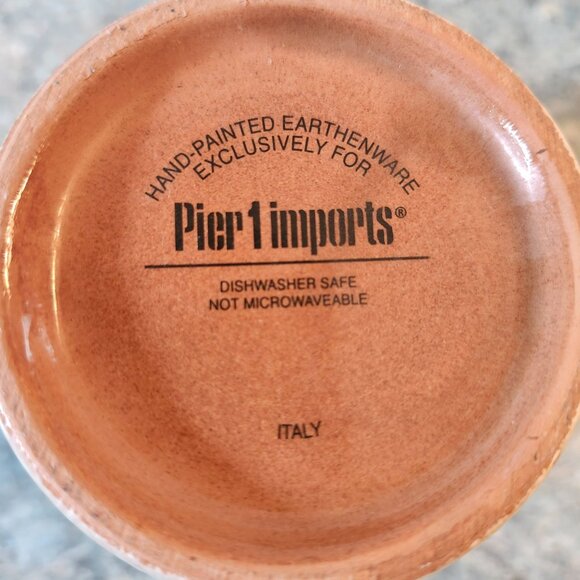 HAND-PAINTED EARTHENWARE
EXCLUSIVELY FOR
Pier 1 imports®
DISHWASHER SAFE
NOT MICROWAVEABLE
ITALY